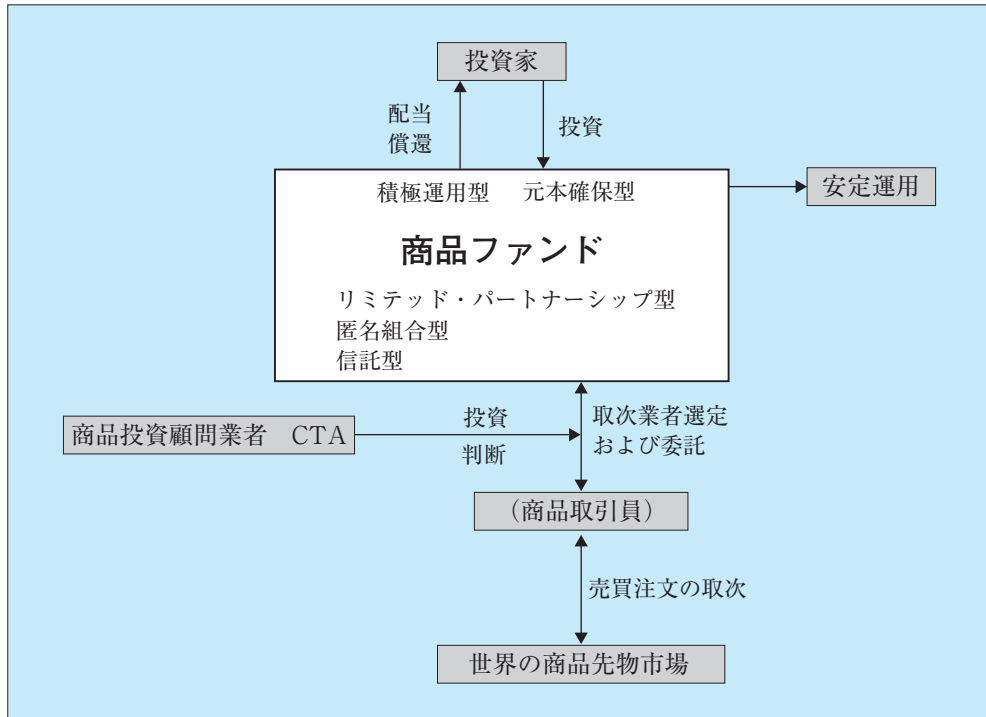 投資家
配当
償還
投資
積極運用型 元本確保型
安定運用
商品ファンド
リミテッド・パートナーシップ型
匿名組合型
信託型
商品投資顧問業者 CTA
投資
判断
取次業者選定
および委託
(商品取引員)
売買注文の取次
世界の商品先物市場